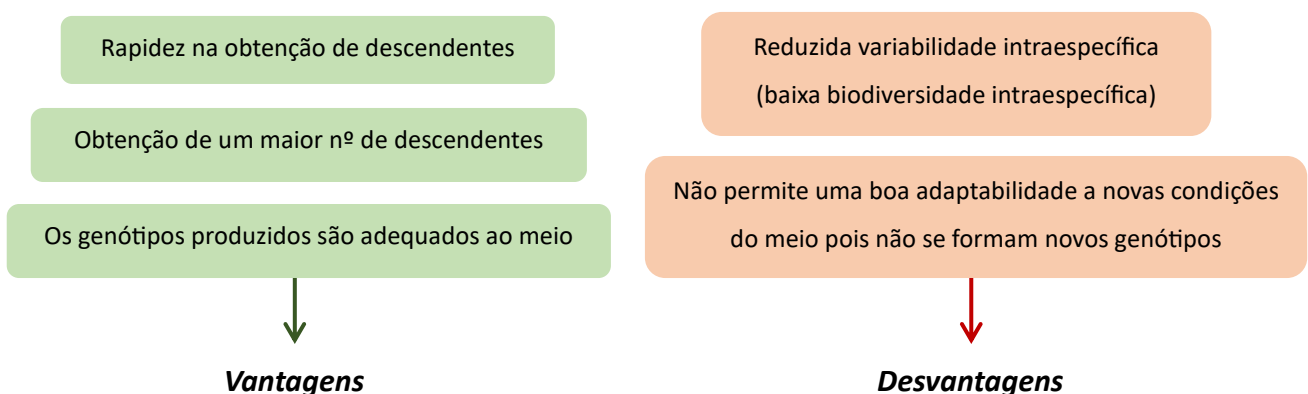 Rapidez na obtenção de descendentes
Obtenção de um maior nº de descendentes
Os genótipos produzidos são adequados ao meio
Vantagens
Reduzida variabilidade intraespecífica
(baixa biodiversidade intraespecífica)
Não permite uma boa adaptabilidade a novas condições
do meio pois não se formam novos genótipos
Desvantagens